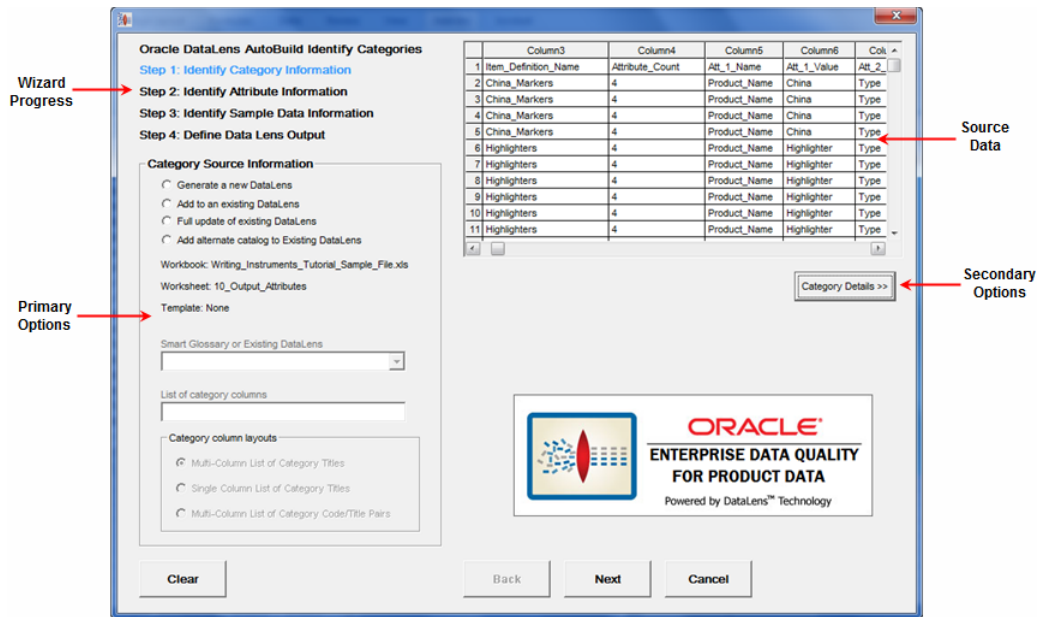 Oracle DataLens AutoBuild Identify Categories
Step 1: Identify Category Information
Step 2: Identify Attribute Information
Step 3: Identify Sample Data Information
Step 4: Define Data Lens Output
Wizard
Progress
Category Source Information
Generate a new DataLens
Add to an existing DataLens
Full update of existing DataLens
Add alternate catalog to Existing DataLens
Workbook: Writing_Instruments_Tutorial_Sample_File.xls
Worksheet: 10_Output_Attributes
Template: None
Primary
Options
Smart Glossary or Existing DataLens
List of category columns
Category column layouts
Multi-Column List of Category Titles
Single Column List of Category Titles
Multi-Column List of Category Code/Title Pairs
Column3 Column4 Column5 Column6 Colu
1 Item_Definition_Name Attribute_Count Att_1_Name Att_1_Value Att_2_
2 China_Markers 4 Product_Name China Type
3 China_Markers 4 Product_Name China Type
4 China_Markers 4 Product_Name China Type
5 China_Markers 4 Product_Name China Type
6 Highlighters 4 Product_Name Highlighter Type
7 Highlighters 4 Product_Name Highlighter Type
8 Highlighters 4 Product_Name Highlighter Type
9 Highlighters 4 Product_Name Highlighter Type
10 Highlighters 4 Product_Name Highlighter Type
11 Highlighters 4 Product_Name Highlighter Type
Source
Data
Category Details >>
Secondary
Options
ORACLE®
ENTERPRISE DATA QUALITY
FOR PRODUCT DATA
Powered by DataLens™ Technology
Clear Back Next Cancel